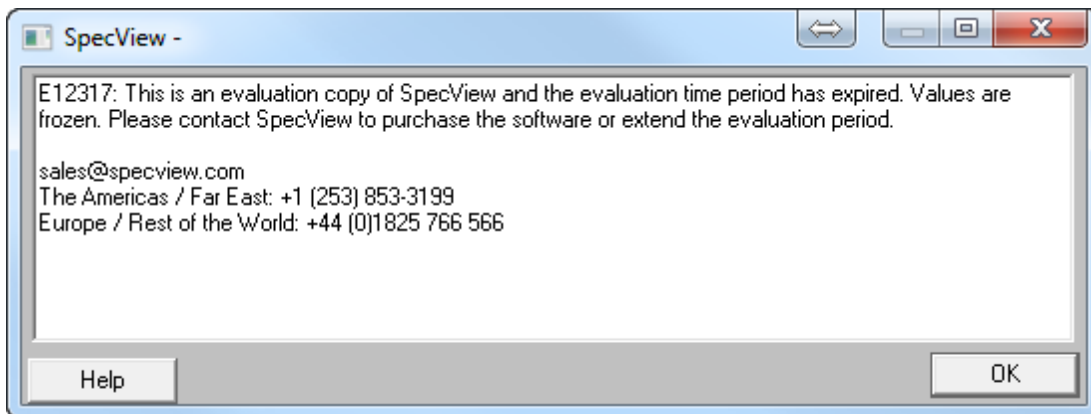 SpecView -
E12317: This is an evaluation copy of SpecView and the evaluation time period has expired. Values are
frozen. Please contact SpecView to purchase the software or extend the evaluation period.
sales@specview.com
The Americas / Far East: +1 (253) 853-3199
Europe / Rest of the World: +44 (0)1825 766 566
Help
OK